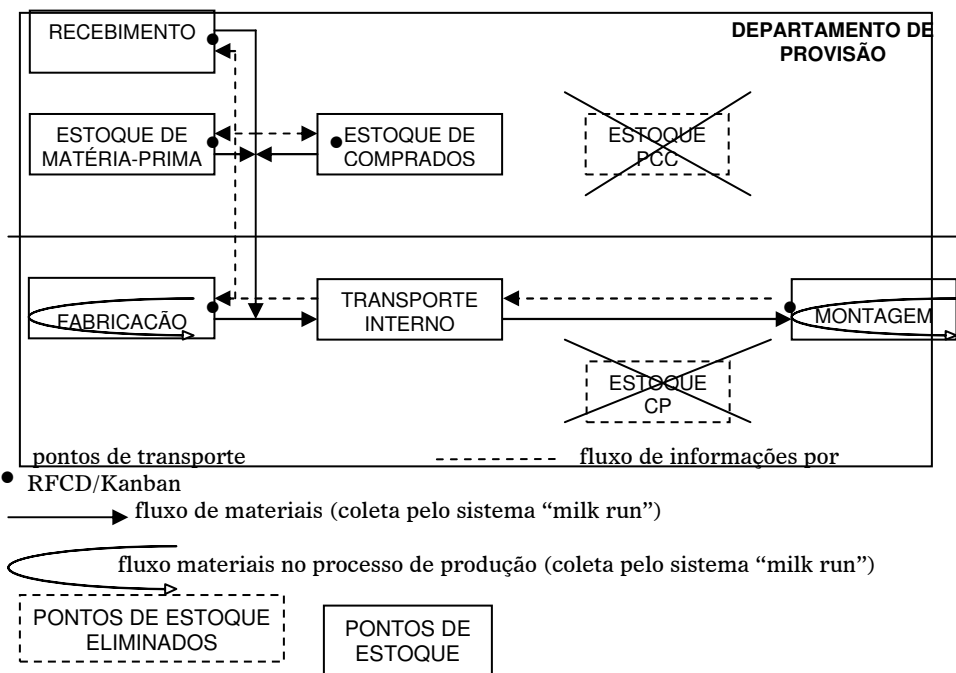 RECEBIMENTO
DEPARTAMENTO DE
PROVISÃO
ESTOQUE DE
MATÉRIA-PRIMA
ESTOQUE DE
COMPRADOS
ESTOQUE
PCC
FABRICACÃO
TRANSPORTE
INTERNO
MONTAGEM
ESTOQUE
CP
pontos de transporte
RFCD/Kanban
fluxo de informações por
fluxo de materiais (coleta pelo sistema “milk run”)
fluxo materiais no processo de produção (coleta pelo sistema “milk run”)
PONTOS DE ESTOQUE
ELIMINADOS
PONTOS DE
ESTOQUE